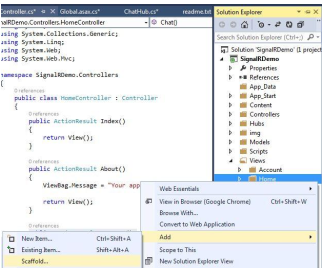 controller.cs* Global.asax.cs* ChatHub.cs* readme.txt
alRDemo.Controllers.HomeController Chat()
using System.Collections.Generic;
using System.Linq;
using System.Web;
using System.Web.Mvc;
namespace SignalRDemo.Controllers
{
0 references
public class HomeController : Controller
{
0 references
public ActionResult Index()
{
return View();
}
0 references
public ActionResult About()
{
ViewBag.Message = "Your app
return View();
}
Solution Explorer
Search Solution Explorer (Ctrl+;)
Solution 'SignalRDemo' (1 project
SignalRDemo
Properties
References
App_Data
App_Start
Content
Controllers
Hubs
img
Models
Scripts
Views
Account
Home
Web Essentials
View in Browser (Google Chrome) Ctrl+Shift+W
Browse With...
Convert to Web Application
Add
Scope to This
New Solution Explorer View
New Item... Ctrl+Shift+A
Existing Item... Shift+Alt+A
Scaffold...